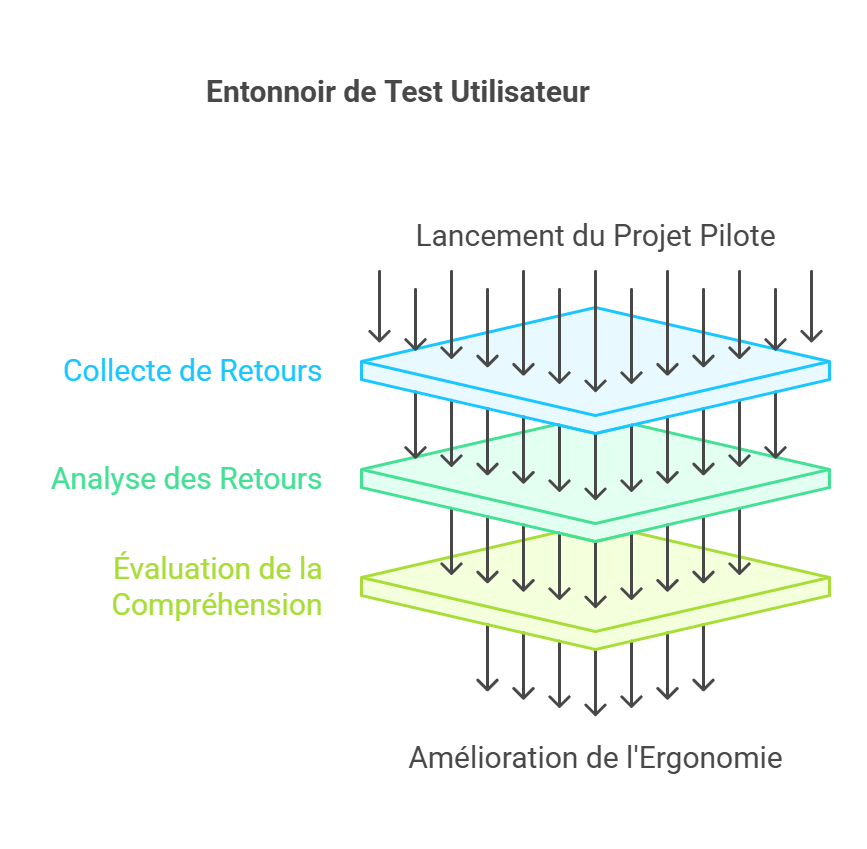 Entonnoir de Test Utilisateur
Lancement du Projet Pilote
Collecte de Retours
Analyse des Retours
Évaluation de la
Compréhension
Amélioration de l'Ergonomie